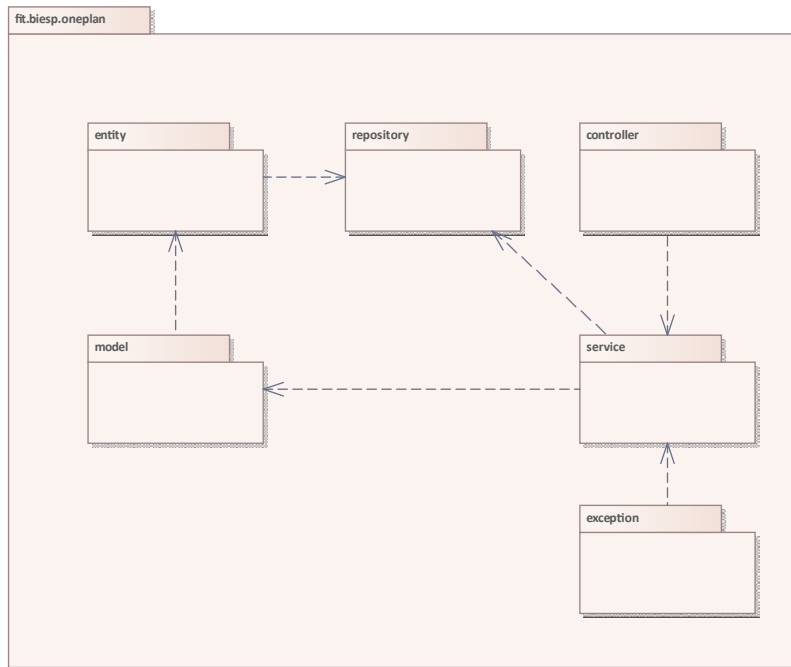 fit.biesp.oneplan
entity
repository
controller
model
service
exception